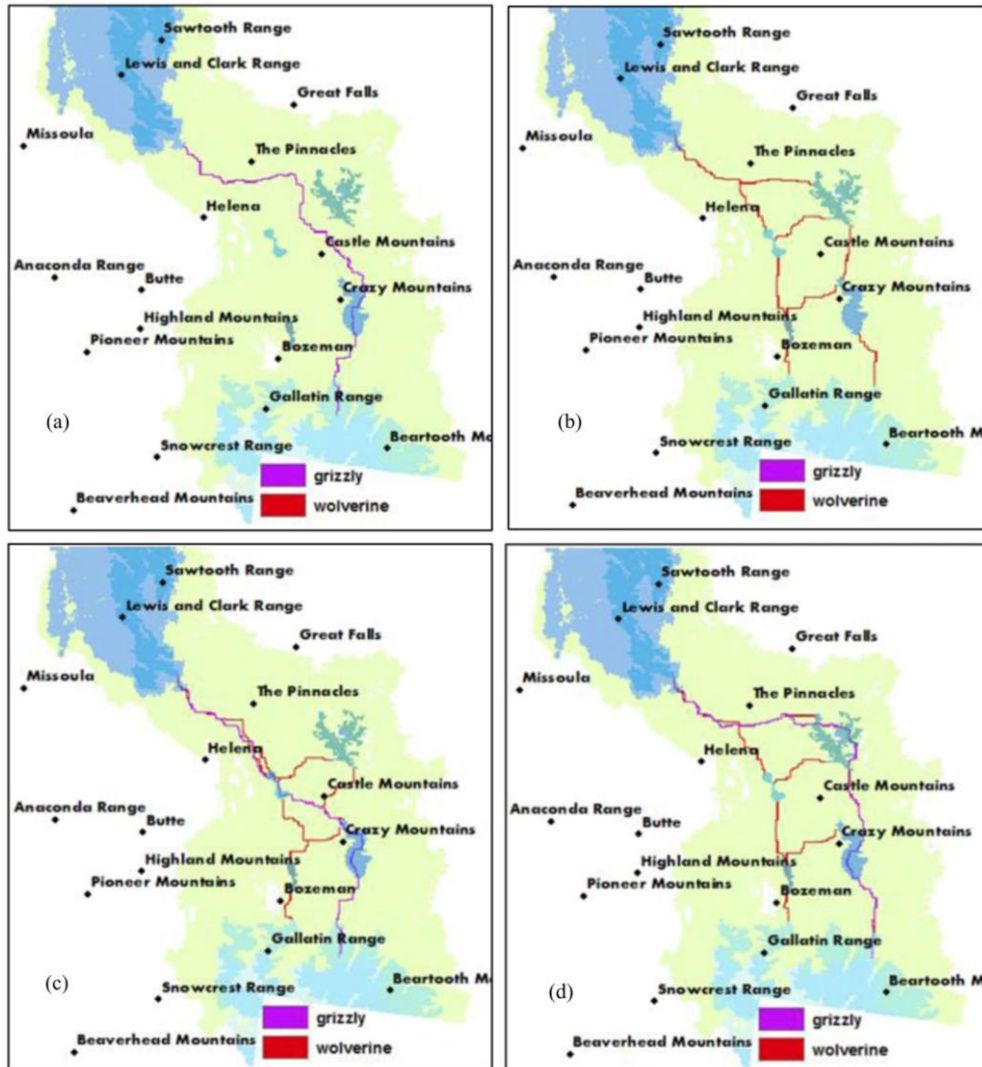 Sawtooth Range
Lewis and Clark Range
Great Falls
Missoula
The Pinnacles
Helena
Castle Mountains
Anaconda Range
Butte
Crazy Mountains
Highland Mountains
Pioneer Mountains
Bozeman
Gallatin Range
(a)
Snowcrest Range
Beartooth Mo
grizzly
Beaverhead Mountains
wolverine
Sawtooth Range
Lewis and Clark Range
Great Falls
Missoula
The Pinnacles
Helena
Castle Mountains
Anaconda Range
Butte
Crazy Mountains
Highland Mountains
Pioneer Mountains
Bozeman
Gallatin Range
(b)
Snowcrest Range
Beartooth M
grizzly
Beaverhead Mountains
wolverine
Sawtooth Range
Lewis and Clark Range
Great Falls
Missoula
The Pinnacles
Helena
Castle Mountains
Anaconda Range
Butte
Crazy Mountains
Highland Mountains
Pioneer Mountains
Bozeman
Gallatin Range
(c)
Snowcrest Range
Beartooth Mo
grizzly
Beaverhead Mountains
wolverine
Sawtooth Range
Lewis and Clark Range
Great Falls
Missoula
The Pinnacles
Helena
Castle Mountains
Anaconda Range
Butte
Crazy Mountains
Highland Mountains
Pioneer Mountains
Bozeman
Gallatin Range
(d)
Snowcrest Range
Beartooth M
grizzly
Beaverhead Mountains
wolverine